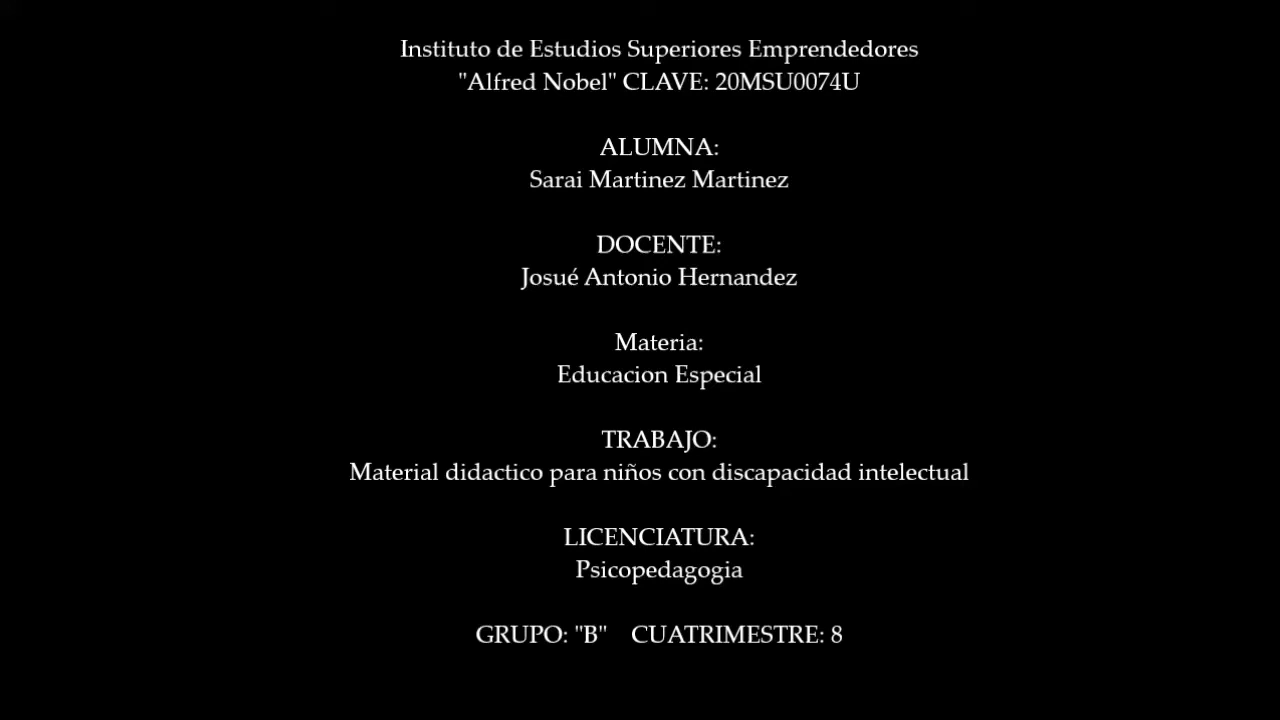 Instituto de Estudios Superiores Emprendedores
"Alfred Nobel" CLAVE: 20MSU0074U
ALUMNA:
Sarai Martinez Martinez
DOCENTE:
Josué Antonio Hernandez
Materia:
Educacion Especial
TRABAJO:
Material didactico para niños con discapacidad intelectual
LICENCIATURA:
Psicopedagogia
GRUPO: "B" CUATRIMESTRE: 8